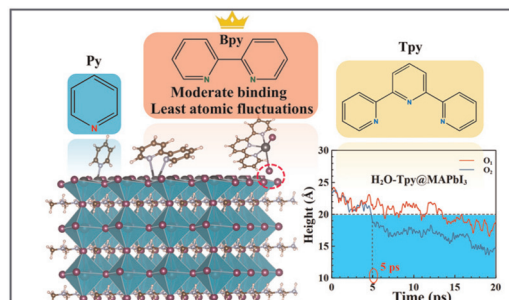 Py
N
Bpy
N
N
Moderate binding
Least atomic fluctuations
Tpy
N
N
N
H₂O-Tpy@MAPbI₃
O₁
O₂
Height (Å)
30
25
20
15
10
5 ps
0
5
10
15
20
Time (ps)